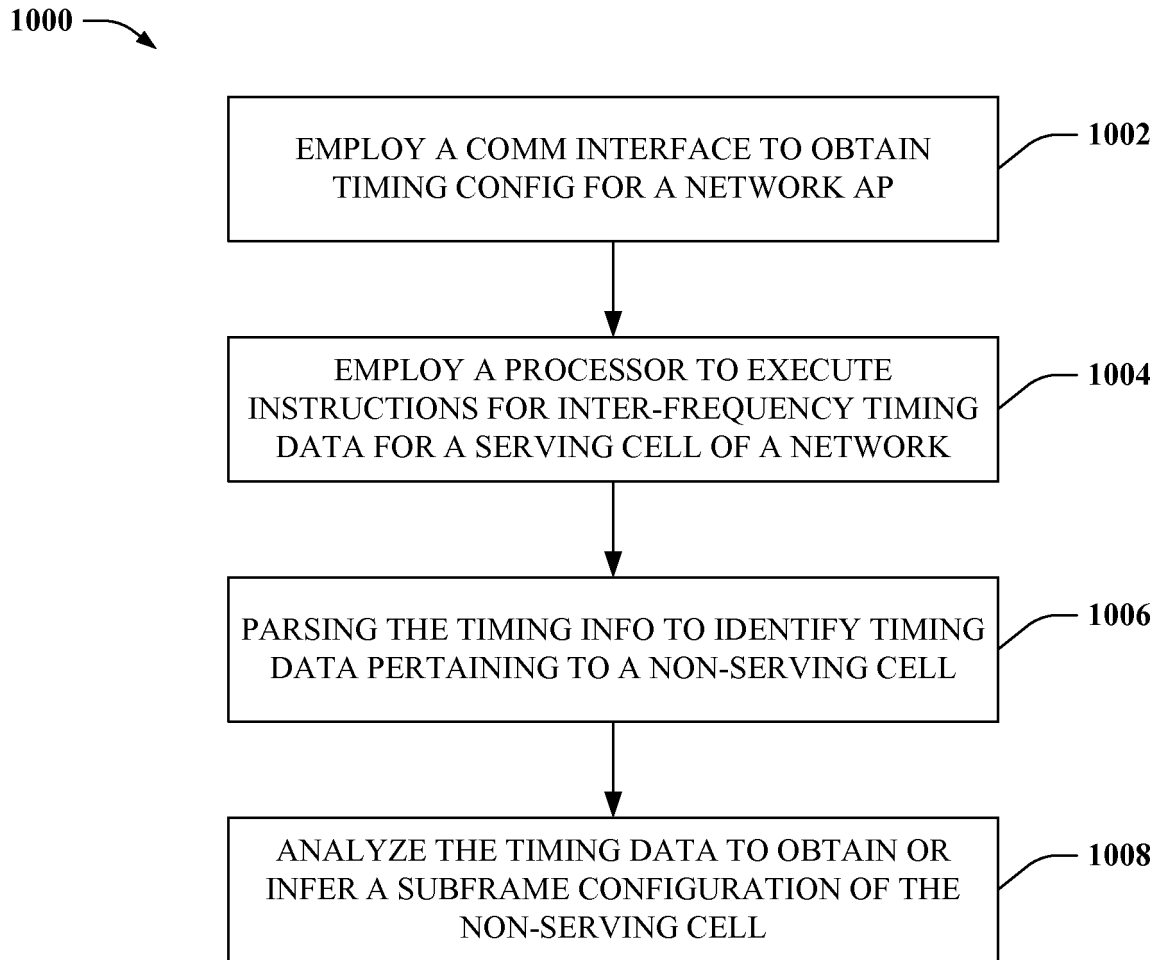 1000
EMPLOY A COMM INTERFACE TO OBTAIN
TIMING CONFIG FOR A NETWORK AP
1002
EMPLOY A PROCESSOR TO EXECUTE
INSTRUCTIONS FOR INTER-FREQUENCY TIMING
DATA FOR A SERVING CELL OF A NETWORK
1004
PARSING THE TIMING INFO TO IDENTIFY TIMING
DATA PERTAINING TO A NON-SERVING CELL
1006
ANALYZE THE TIMING DATA TO OBTAIN OR
INFER A SUBFRAME CONFIGURATION OF THE
NON-SERVING CELL
1008